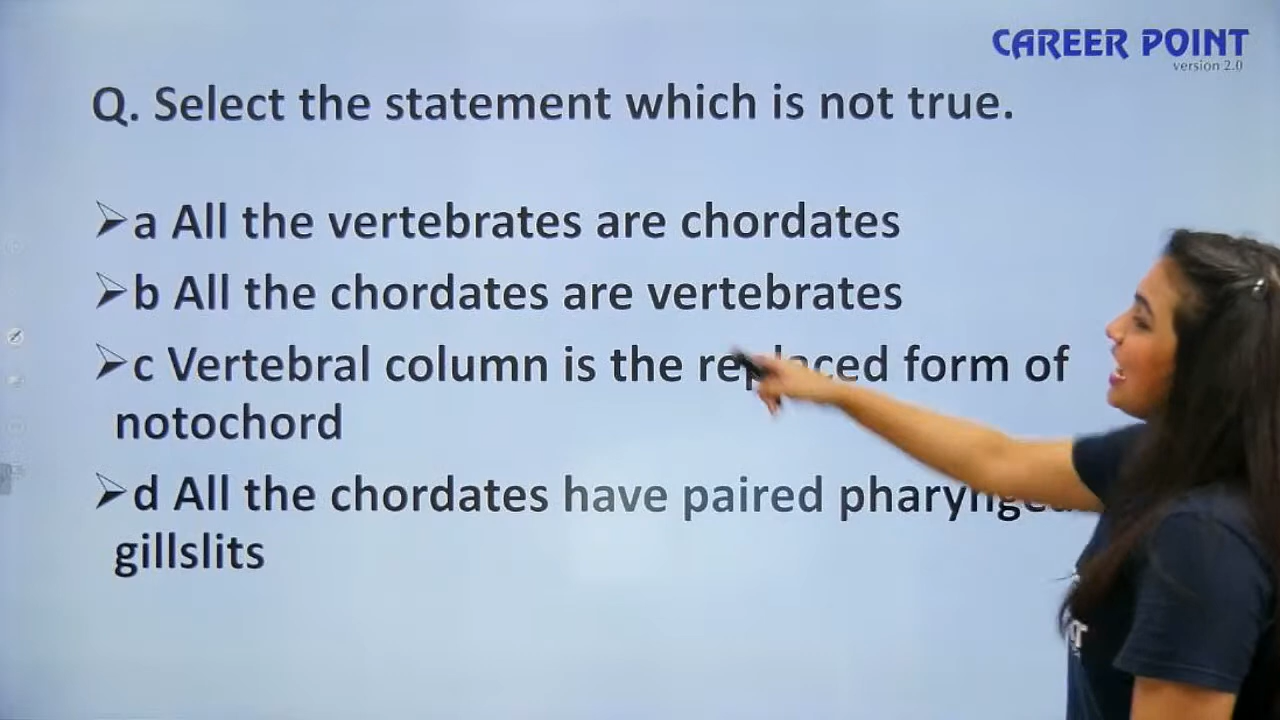 CAREER POINT
version 2.0
Q. Select the statement which is not true.
➢a All the vertebrates are chordates
➢b All the chordates are vertebrates
➢c Vertebral column is the replaced form of
notochord
➢d All the chordates have paired
gillslits